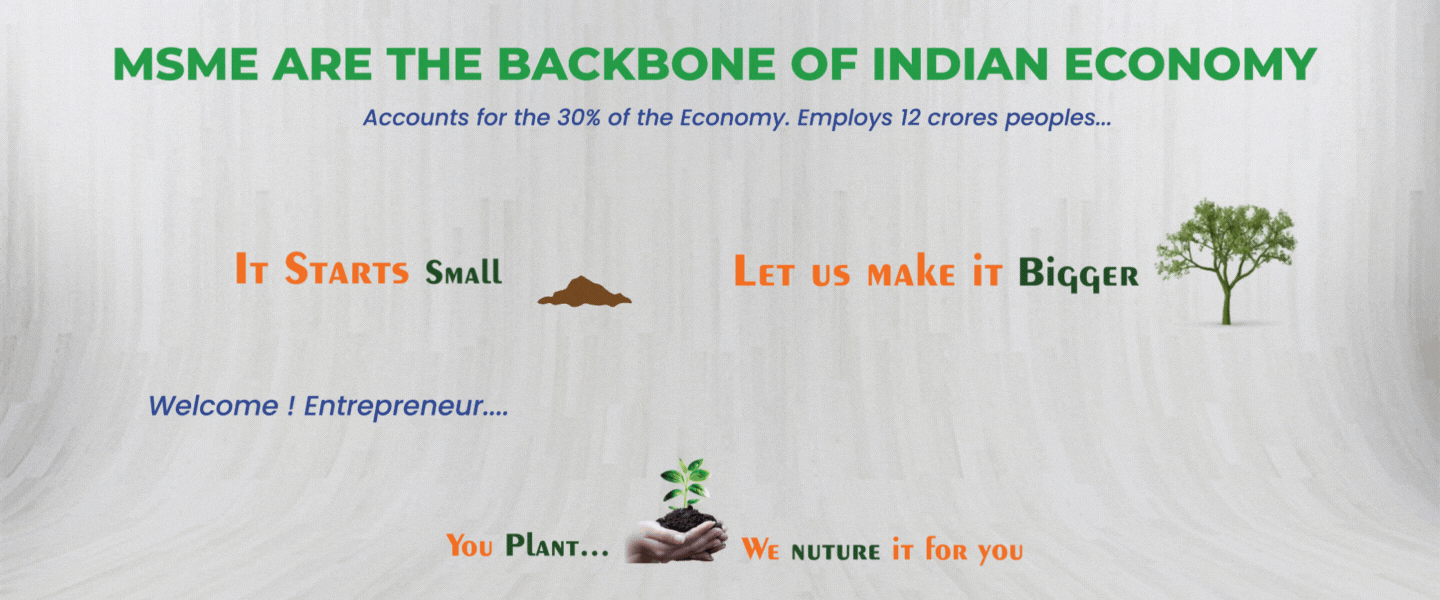 MSME ARE THE BACKBONE OF INDIAN ECONOMY
Accounts for the 30% of the Economy. Employs 12 crores peoples...
It Starts Small
Let us make it Bigger
Welcome ! Entrepreneur....
You Plant...
We nuture it for you